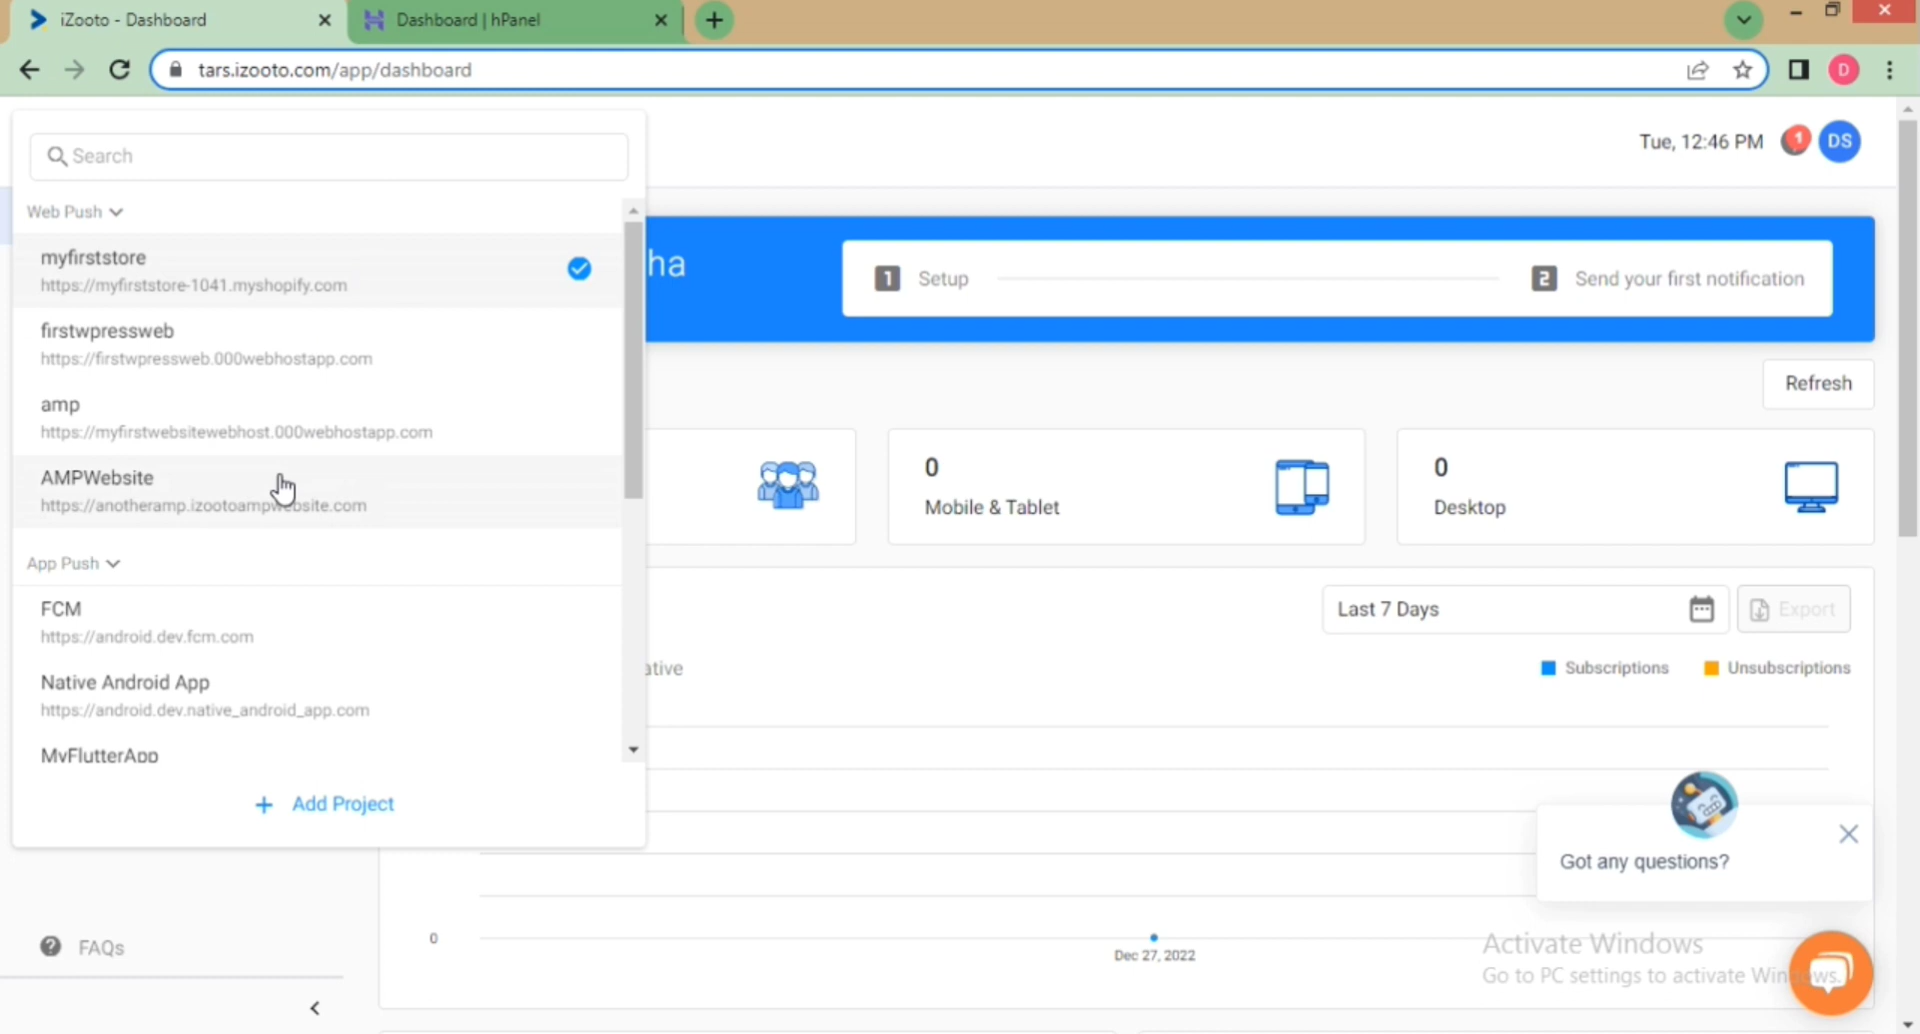 iZooto - Dashboard
Dashboard | hPanel
tars.izooto.com/app/dashboard
D
Search
Tue, 12:46 PM
1
DS
Web Push
myfirststore
https://myfirststore-1041.myshopify.com
ha
1 Setup
2 Send your first notification
firstwpressweb
https://firstwpressweb.000webhostapp.com
Refresh
amp
https://myfirstwebsitewebhost.000webhostapp.com
AMPWebsite
https://anotheramp.izootoampwebsite.com
0
Mobile & Tablet
0
Desktop
App Push
FCM
https://android.dev.fcm.com
Last 7 Days
Export
Native Android App
https://android.dev.native_android_app.com
ative
Subscriptions
Unsubscriptions
MyFlutterApp
Add Project
Got any questions?
0
Dec 27, 2022
FAQs
Activate Windows
Go to PC settings to activate Windows.